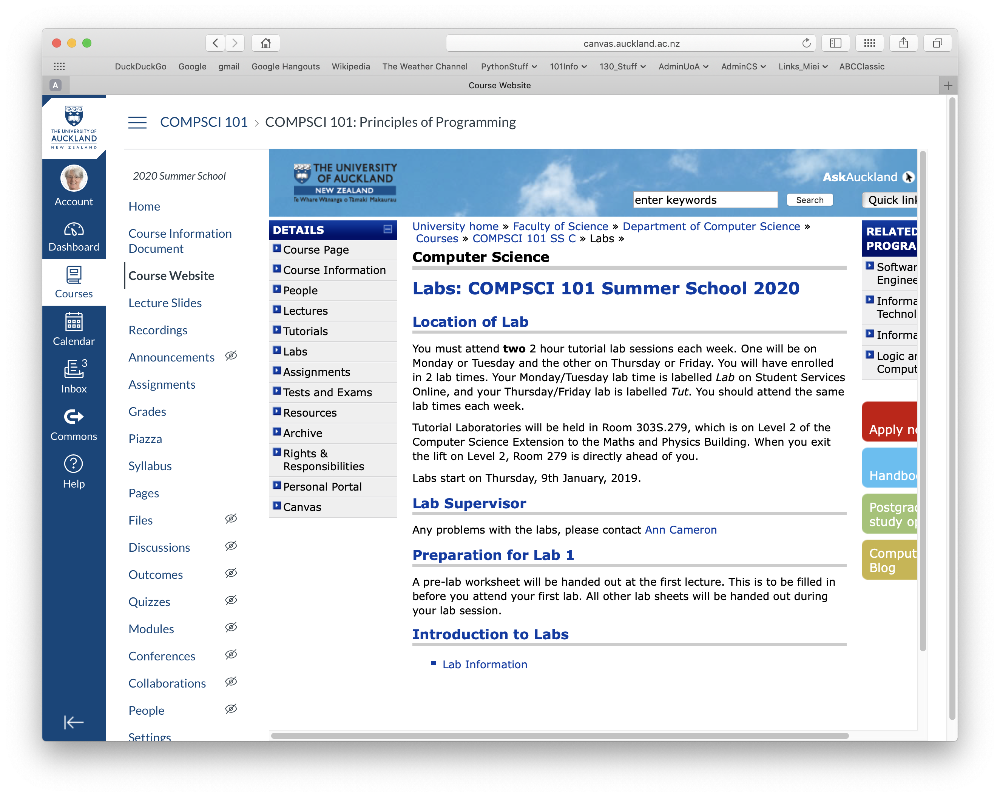 canvas.auckland.ac.nz
DuckDuckGo Google gmail Google Hangouts Wikipedia The Weather Channel PythonStuff 101Info 130_Stuff AdminUoA AdminCS Links_Miei ABCClassic
A
Course Website
THE UNIVERSITY OF
AUCKLAND
NEW ZEALAND
Account
Dashboard
Courses
Calendar
3
Inbox
Commons
Help
COMPSCI 101 > COMPSCI 101: Principles of Programming
2020 Summer School
Home
Course Information
Document
Course Website
Lecture Slides
Recordings
Announcements
Assignments
Grades
Piazza
Syllabus
Pages
Files
Discussions
Outcomes
Quizzes
Modules
Conferences
Collaborations
People
Settings
THE UNIVERSITY
OF AUCKLAND
NEW ZEALAND
Te Whare Wānanga o Tāmaki Makaurau
AskAuckland
enter keywords
Search
Quick lin
DETAILS
Course Page
Course Information
People
Lectures
Tutorials
Labs
Assignments
Tests and Exams
Resources
Archive
Rights &
Responsibilities
Personal Portal
Canvas
University home » Faculty of Science » Department of Computer Science »
Courses » COMPSCI 101 SS C » Labs »
Computer Science
Labs: COMPSCI 101 Summer School 2020
Location of Lab
You must attend two 2 hour tutorial lab sessions each week. One will be on
Monday or Tuesday and the other on Thursday or Friday. You will have enrolled
in 2 lab times. Your Monday/Tuesday lab time is labelled Lab on Student Services
Online, and your Thursday/Friday lab is labelled Tut. You should attend the same
lab times each week.
Tutorial Laboratories will be held in Room 303S.279, which is on Level 2 of the
Computer Science Extension to the Maths and Physics Building. When you exit
the lift on Level 2, Room 279 is directly ahead of you.
Labs start on Thursday, 9th January, 2019.
Lab Supervisor
Any problems with the labs, please contact Ann Cameron
Preparation for Lab 1
A pre-lab worksheet will be handed out at the first lecture. This is to be filled in
before you attend your first lab. All other lab sheets will be handed out during
your lab session.
Introduction to Labs
Lab Information
RELATED
PROGRA
Softwar
Enginee
Informa
Technol
Informa
Logic an
Comput
Apply no
Handbo
Postgrad
study op
Comput
Blog